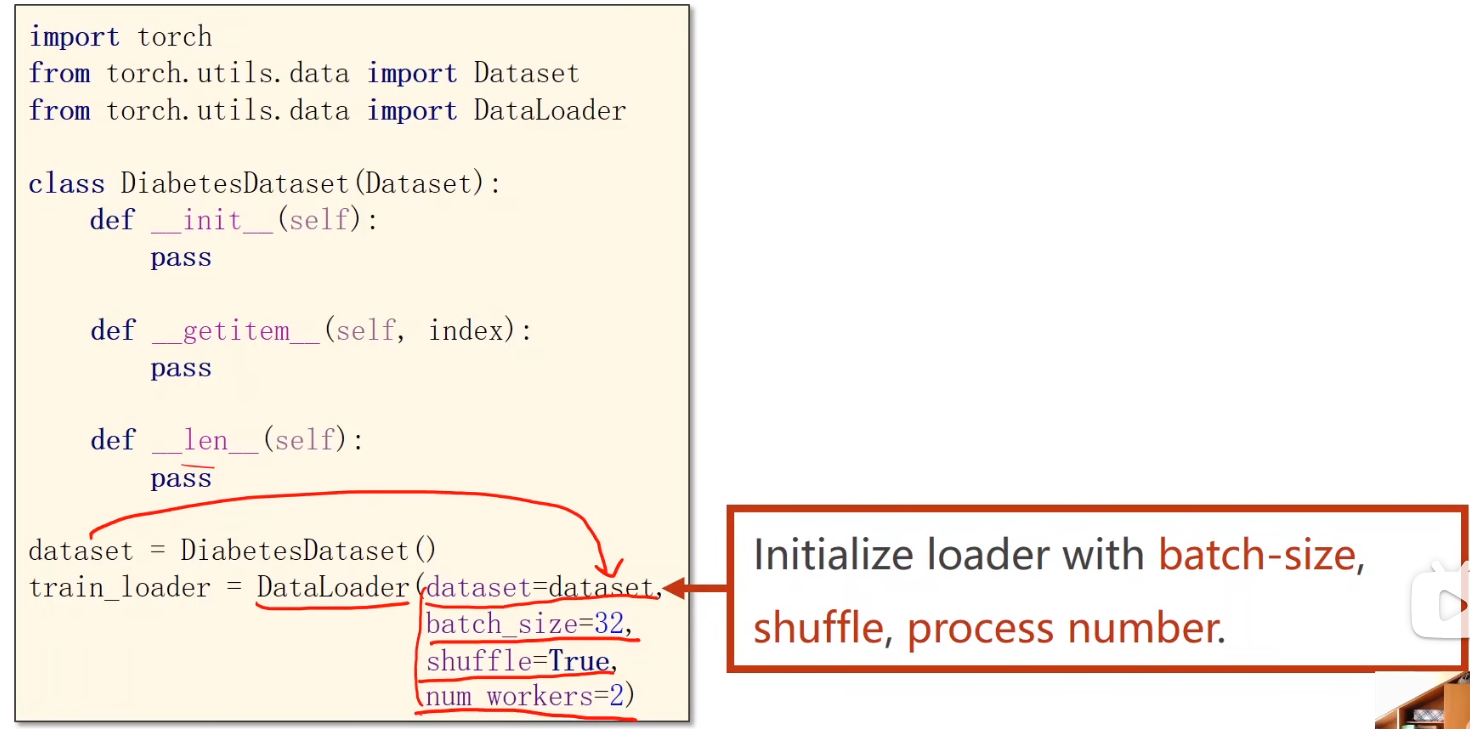 import torch
from torch.utils.data import Dataset
from torch.utils.data import DataLoader
class DiabetesDataset(Dataset):
def __init__(self):
pass
def __getitem__(self, index):
pass
def __len__(self):
pass
dataset = DiabetesDataset()
train_loader = DataLoader(dataset=dataset,
batch_size=32,
shuffle=True,
num_workers=2)
Initialize loader with batch-size,
shuffle, process number.